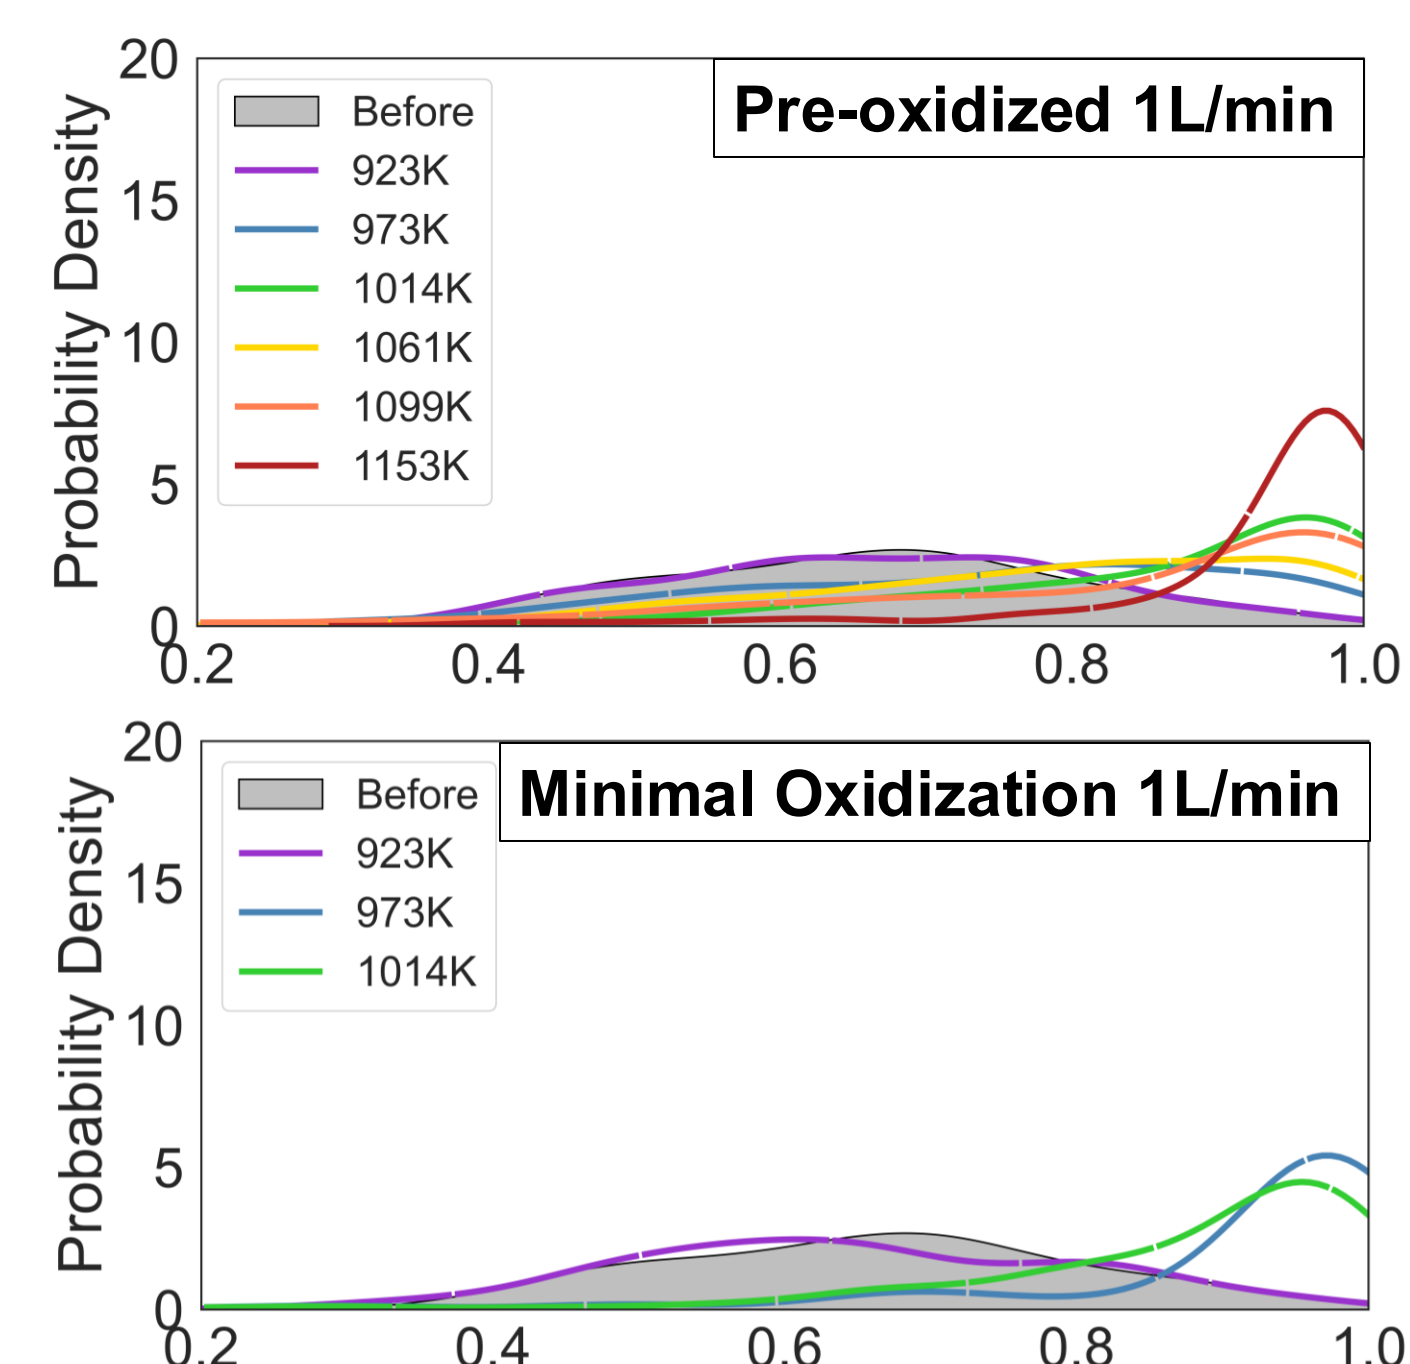 Pre-oxidized 1L/min
Probability Density
20
15
10
5
0
Before
923K
973K
1014K
1061K
1099K
1153K
0.2 0.4 0.6 0.8 1.0
Minimal Oxidization 1L/min
Probability Density
20
15
10
5
0
Before
923K
973K
1014K
0.2 0.4 0.6 0.8 1.0